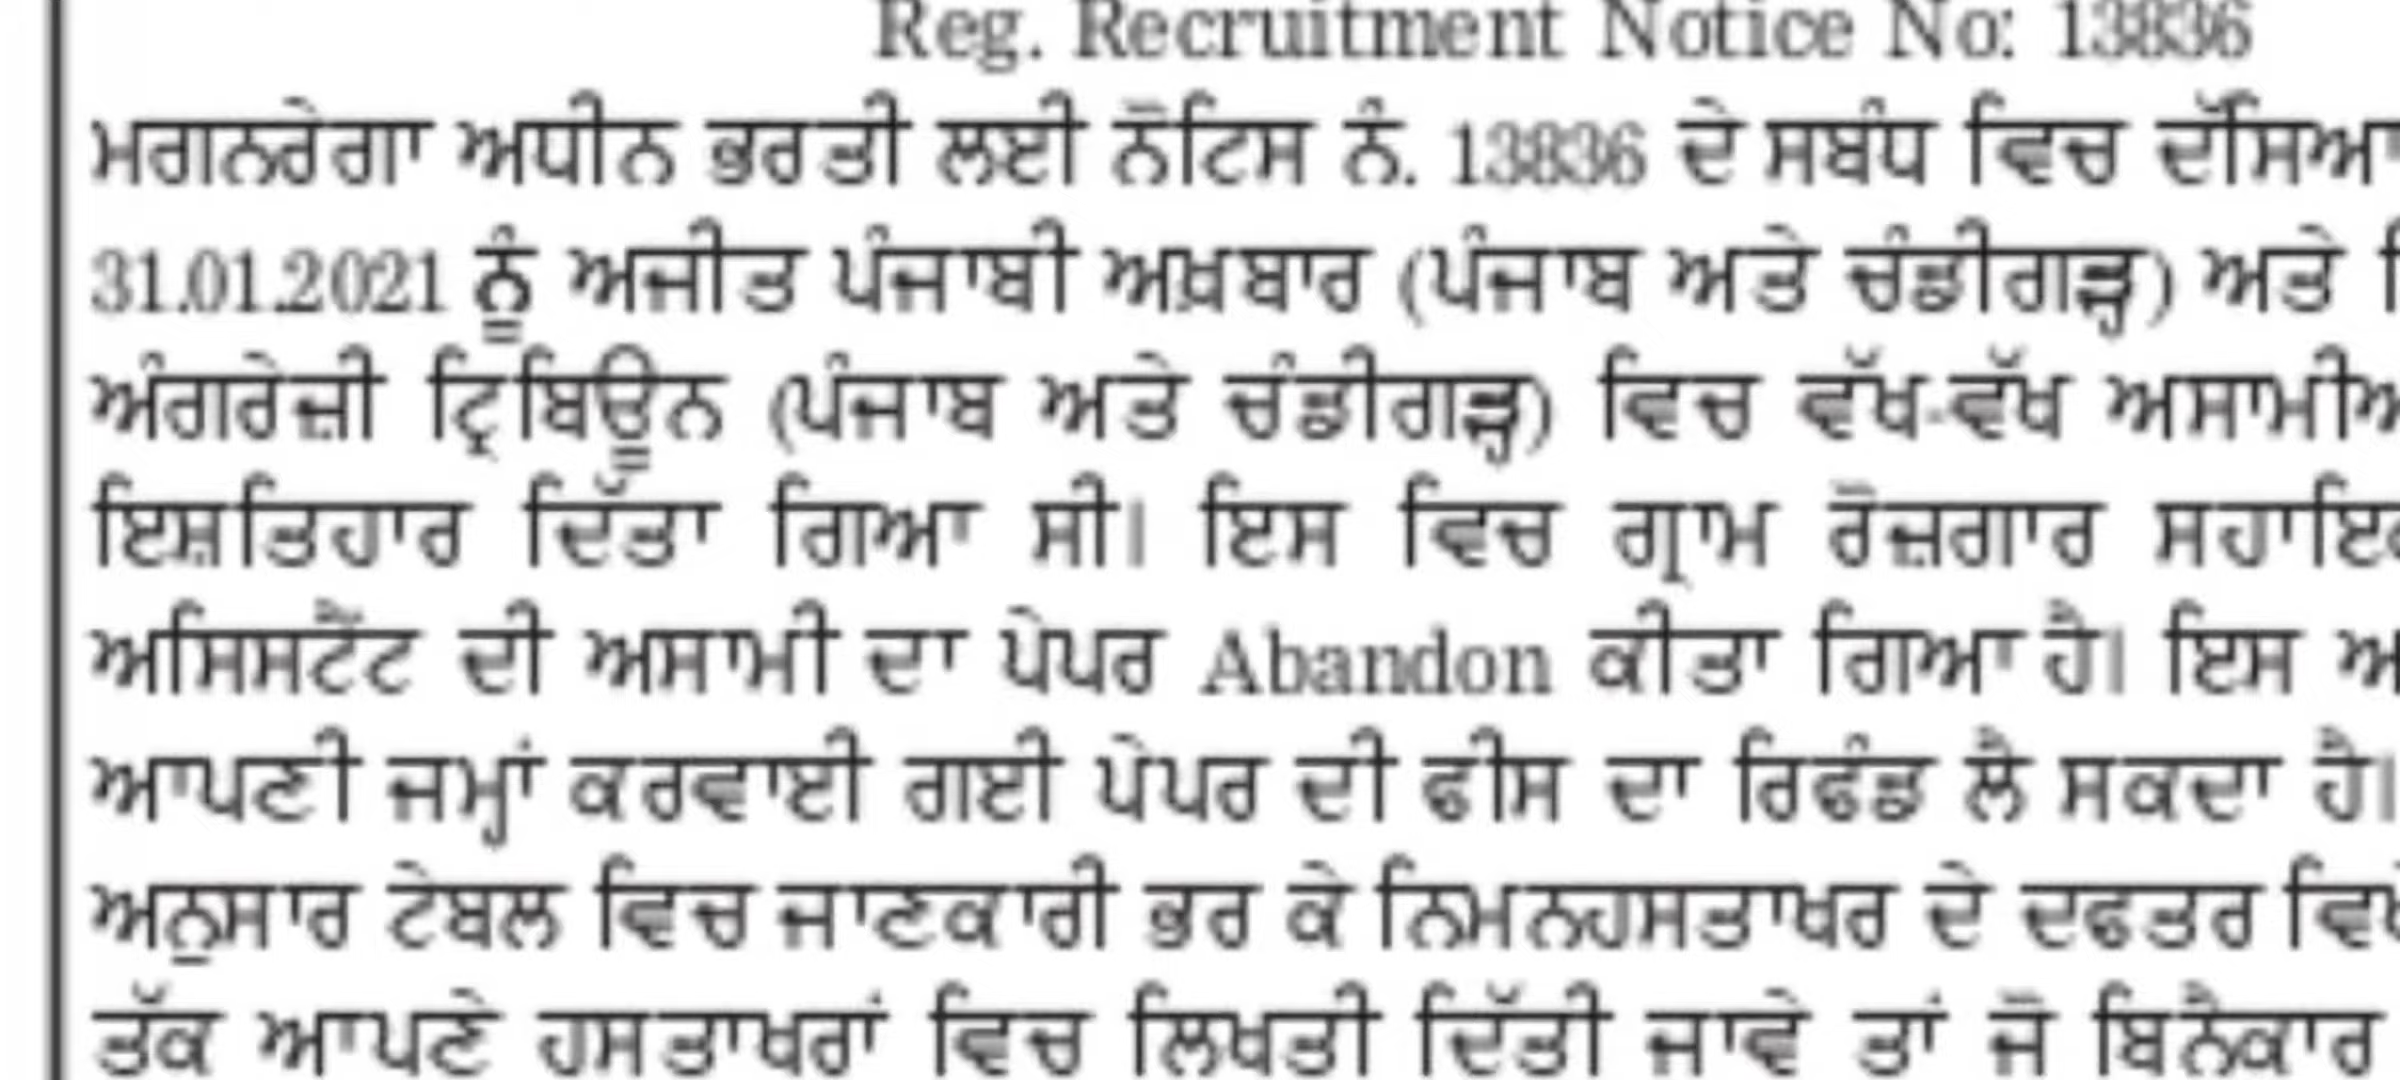 Reg. Recruitment Notice No: 13836
ਮਗਨਰੇਗਾ ਅਧੀਨ ਭਰਤੀ ਲਈ ਨੋਟਿਸ ਨੰ. 13836 ਦੇ ਸਬੰਧ ਵਿਚ ਦੱਸਿਆ
31.01.2021 ਨੂੰ ਅਜੀਤ ਪੰਜਾਬੀ ਅਖ਼ਬਾਰ (ਪੰਜਾਬ ਅਤੇ ਚੰਡੀਗੜ੍ਹ) ਅਤੇ
ਅੰਗਰੇਜ਼ੀ ਟ੍ਰਿਬਿਊਨ (ਪੰਜਾਬ ਅਤੇ ਚੰਡੀਗੜ੍ਹ) ਵਿਚ ਵੱਖ-ਵੱਖ
ਇਸ਼ਤਿਹਾਰ ਦਿੱਤਾ ਗਿਆ ਸੀ। ਇਸ ਵਿਚ ਗ੍ਰਾਮ ਰੋਜ਼ਗਾਰ
ਅਸਿਸਟੈਂਟ ਦੀ ਅਸਾਮੀ ਦਾ ਪੇਪਰ Abandon ਕੀਤਾ ਗਿਆ ਹੈ। ਇਸ
ਆਪਣੀ ਜਮ੍ਹਾਂ ਕਰਵਾਈ ਗਈ ਪੇਪਰ ਦੀ ਫੀਸ ਦਾ ਰਿਫੰਡ ਲੈ ਸਕਦਾ ਹੈ।
ਅਨੁਸਾਰ ਟੇਬਲ ਵਿਚ ਜਾਣਕਾਰੀ ਭਰ ਕੇ ਨਿਮਨਹਸਤਾਖਰ ਦੇ ਦਫਤਰ
ਤੱਕ ਆਪਣੇ ਹਸਤਾਖਰਾਂ ਵਿਚ ਲਿਖਤੀ ਦਿੱਤੀ ਜਾਵੇ ਤਾਂ ਜੋ ਬਿਨੈਕਾਰ